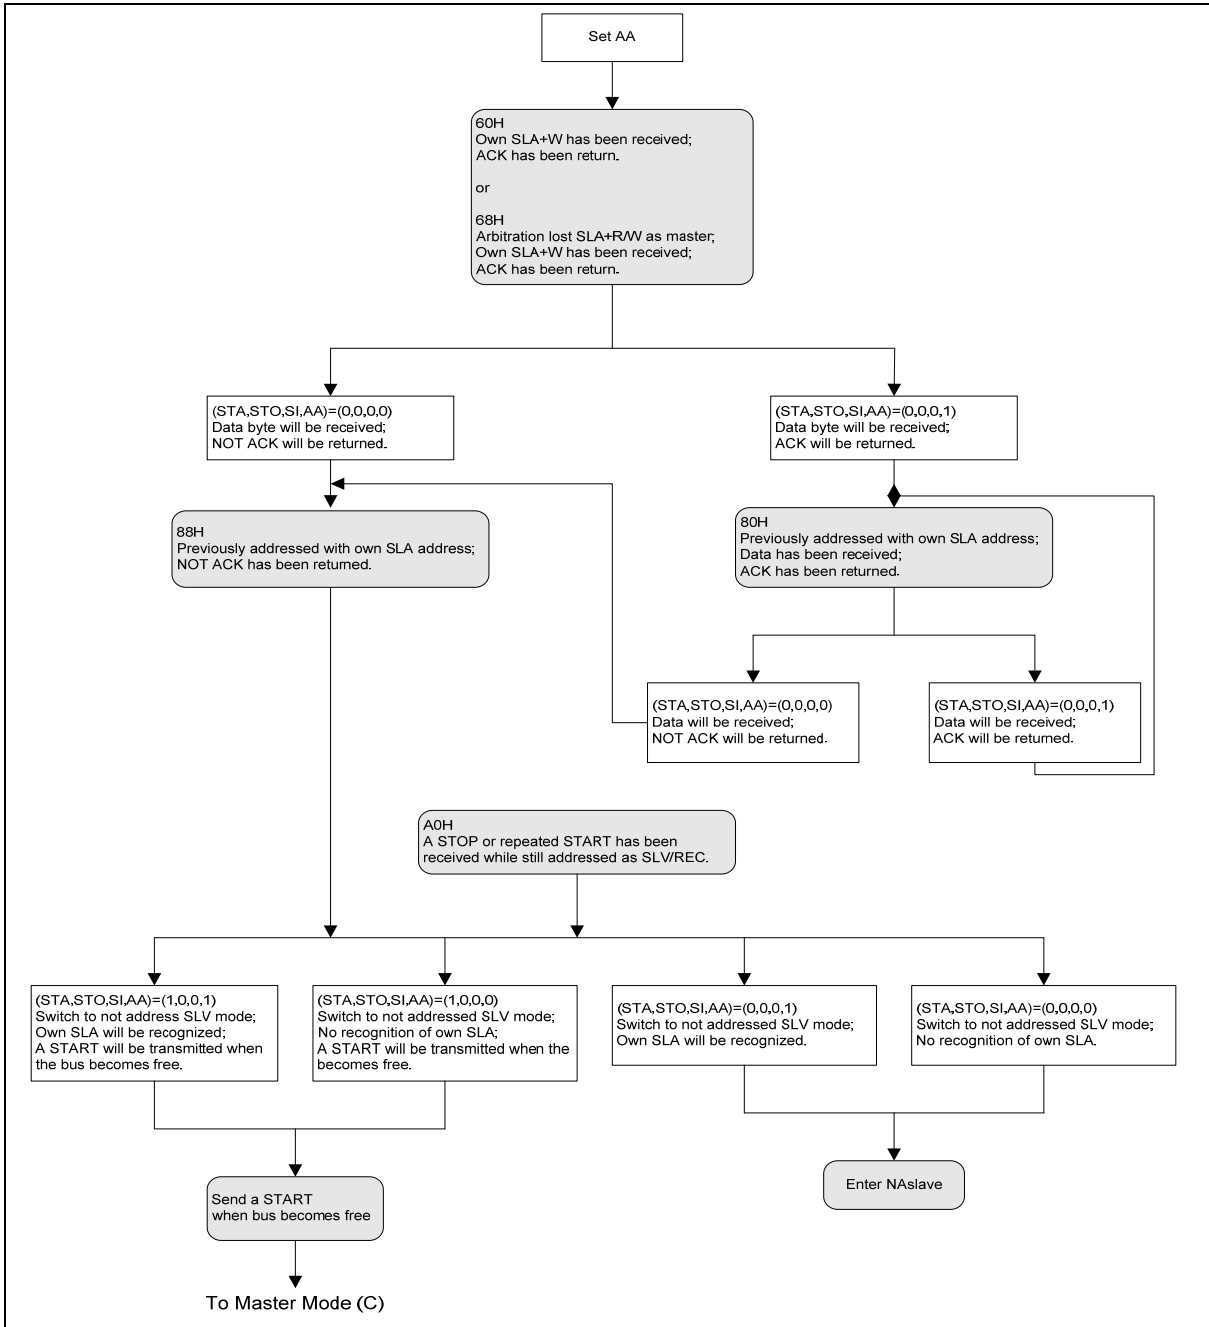 Set AA
60H
Own SLA+W has been received;
ACK has been return.
or
68H
Arbitration lost SLA+R/W as master;
Own SLA+W has been received;
ACK has been return.
(STA,STO,SI,AA)=(0,0,0,0)
Data byte will be received;
NOT ACK will be returned.
(STA,STO,SI,AA)=(0,0,0,1)
Data byte will be received;
ACK will be returned.
88H
Previously addressed with own SLA address;
NOT ACK has been returned.
80H
Previously addressed with own SLA address;
Data has been received;
ACK has been returned.
(STA,STO,SI,AA)=(0,0,0,0)
Data will be received;
NOT ACK will be returned.
(STA,STO,SI,AA)=(0,0,0,1)
Data will be received;
ACK will be returned.
A0H
A STOP or repeated START has been
received while still addressed as SLV/REC.
(STA,STO,SI,AA)=(1,0,0,1)
Switch to not address SLV mode;
Own SLA will be recognized;
A START will be transmitted when
the bus becomes free.
(STA,STO,SI,AA)=(1,0,0,0)
Switch to not addressed SLV mode;
No recognition of own SLA;
A START will be transmitted when the
becomes free.
(STA,STO,SI,AA)=(0,0,0,1)
Switch to not addressed SLV mode;
Own SLA will be recognized.
(STA,STO,SI,AA)=(0,0,0,0)
Switch to not addressed SLV mode;
No recognition of own SLA.
Send a START
when bus becomes free
Enter NAslave
To Master Mode (C)